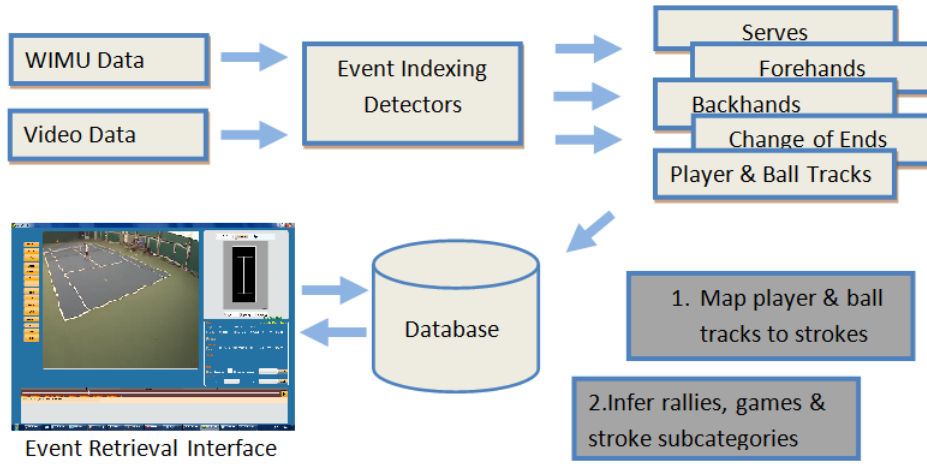 WIMU Data
Video Data
Event Indexing
Detectors
Serves
Forehands
Backhands
Change of Ends
Player & Ball Tracks
Database
1. Map player & ball
tracks to strokes
2.Infer rallies, games &
stroke subcategories
Event Retrieval Interface